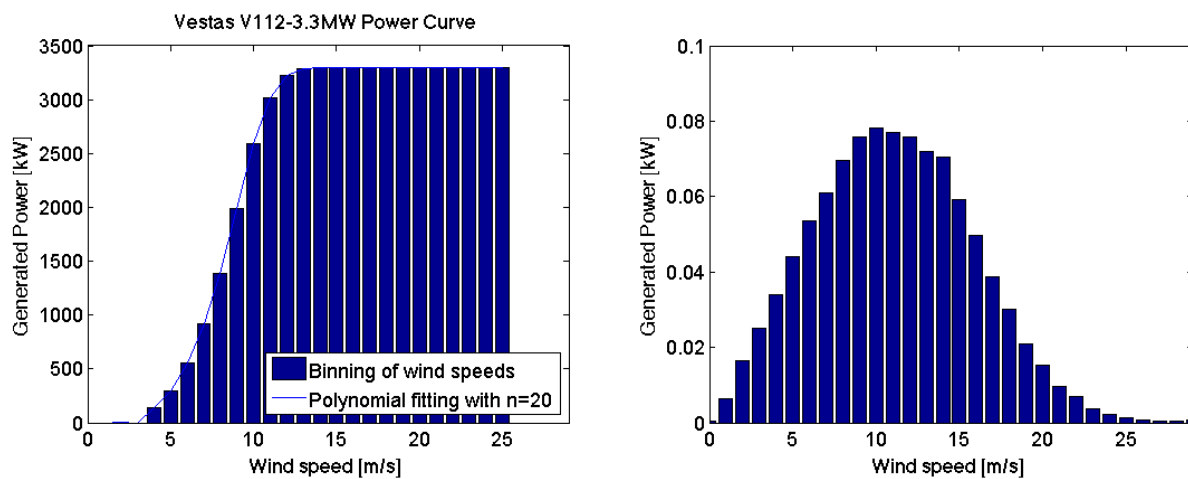 Vestas V112-3.3MW Power Curve
Generated Power [kW]
3500
3000
2500
2000
1500
1000
500
0
Binning of wind speeds
Polynomial fitting with n=20
0 5 10 15 20 25
Wind speed [m/s]
Generated Power [kW]
0.1
0.08
0.06
0.04
0.02
0
0 5 10 15 20 25
Wind speed [m/s]